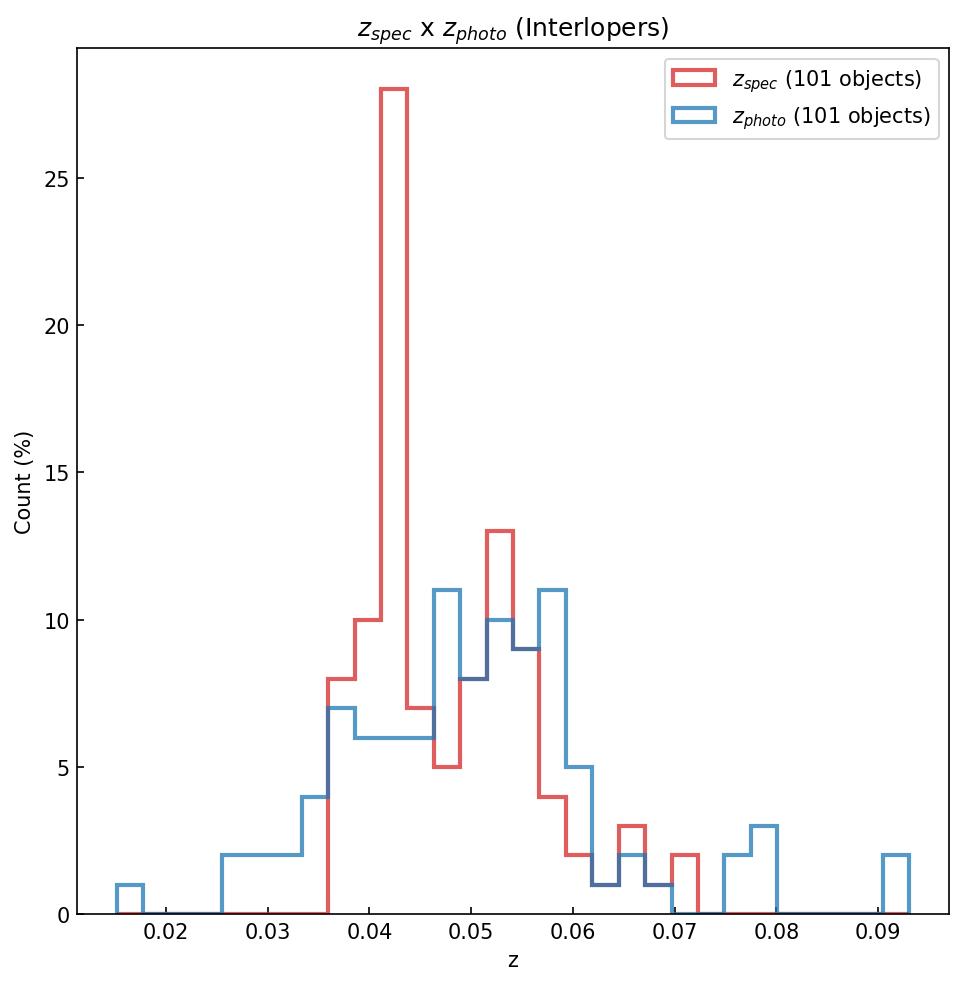 z_spec x z_photo (Interlopers)
z_spec (101 objects)
z_photo (101 objects)
Count (%)
25
20
15
10
5
0
0.02 0.03 0.04 0.05 0.06 0.07 0.08 0.09
z